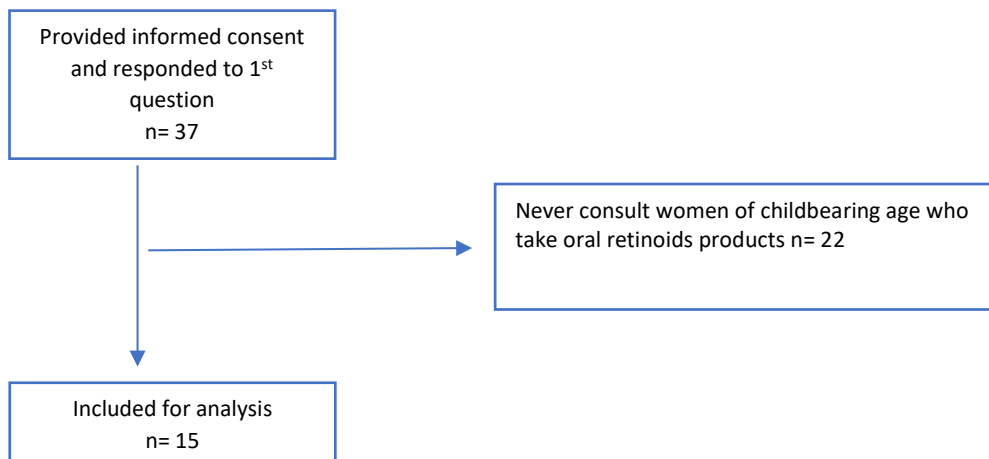 Provided informed consent
and responded to 1st
question
n= 37
Never consult women of childbearing age who
take oral retinoids products n= 22
Included for analysis
n= 15